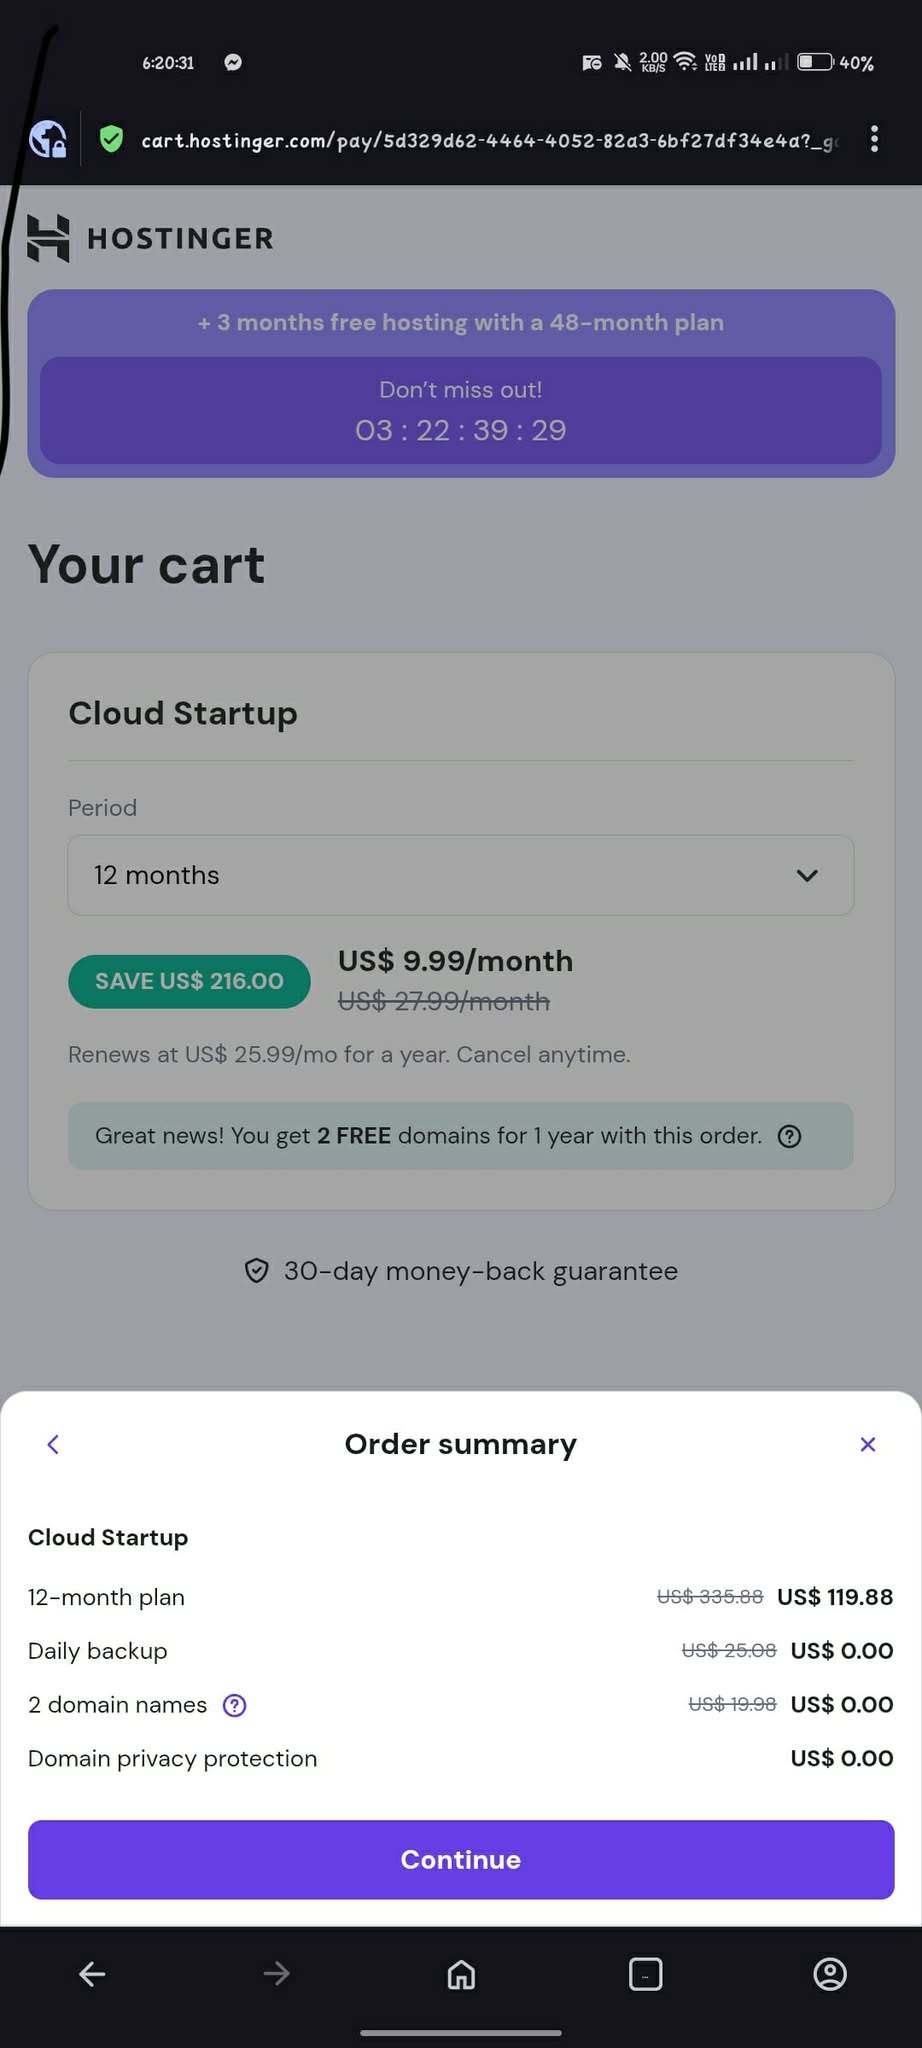 6:20:31
2.00 KB/S
VoD LTE 2
40%
cart.hostinger.com/pay/5d329d62-4464-4052-82a3-6bf27df34e4a?_g
HOSTINGER
+ 3 months free hosting with a 48-month plan
Don't miss out!
03 : 22 : 39 : 29
Your cart
Cloud Startup
Period
12 months
SAVE US$ 216.00
US$ 9.99/month
US$ 27.99/month
Renews at US$ 25.99/mo for a year. Cancel anytime.
Great news! You get 2 FREE domains for 1 year with this order.
30-day money-back guarantee
Order summary
Cloud Startup
12-month plan US$ 335.88 US$ 119.88
Daily backup US$ 25.08 US$ 0.00
2 domain names US$ 19.98 US$ 0.00
Domain privacy protection US$ 0.00
Continue